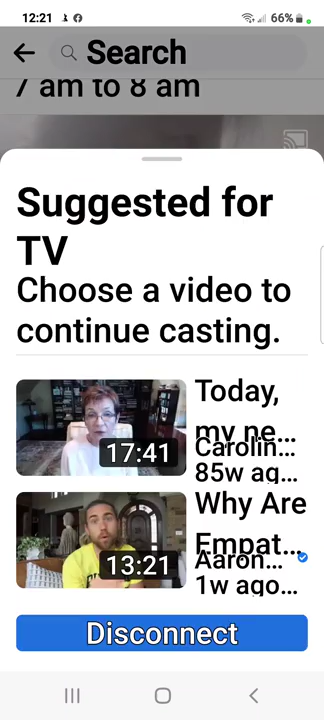 12:21
66%
Search
7 am to 8 am
Suggested for
TV
Choose a video to
continue casting.
17:41
Today,
my ne...
Carolin...
85w ag...
13:21
Why Are
Empat...
Aaron...
1w ago...
Disconnect